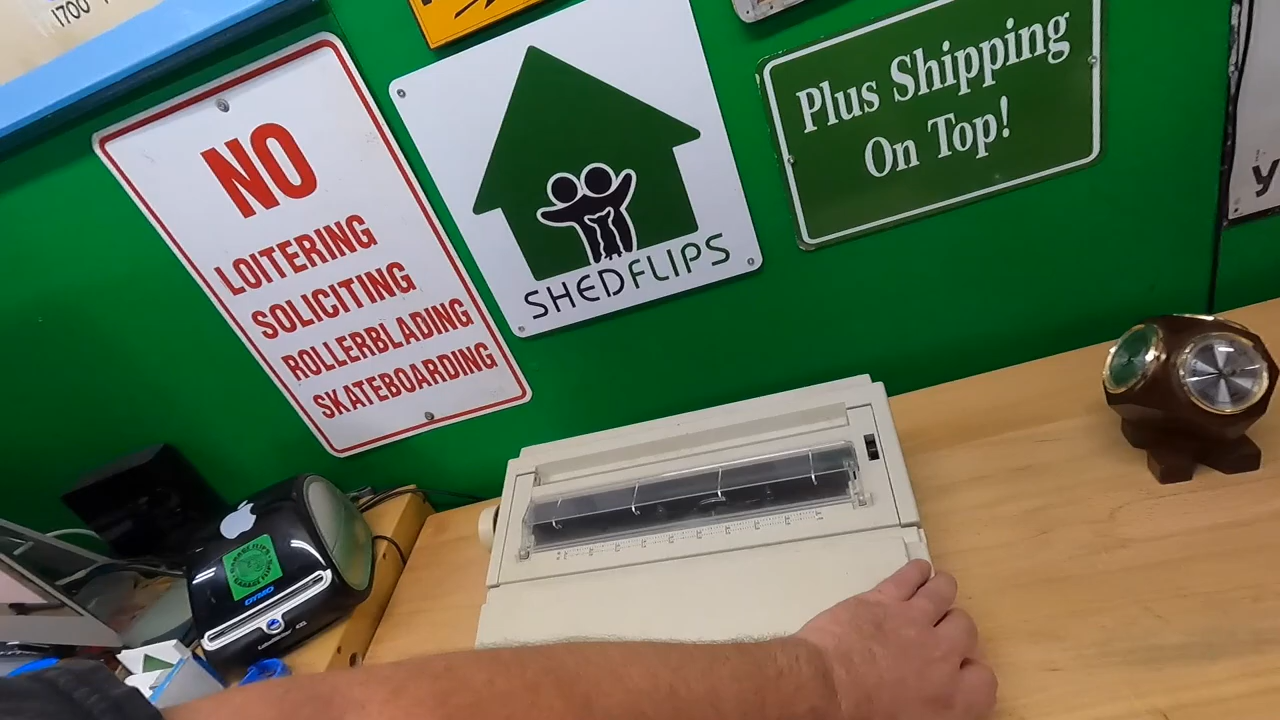 1700
NO
LOITERING
SOLICITING
ROLLERBLADING
SKATEBOARDING
SHEDFLIPS
Plus Shipping
On Top!
y
DYMO